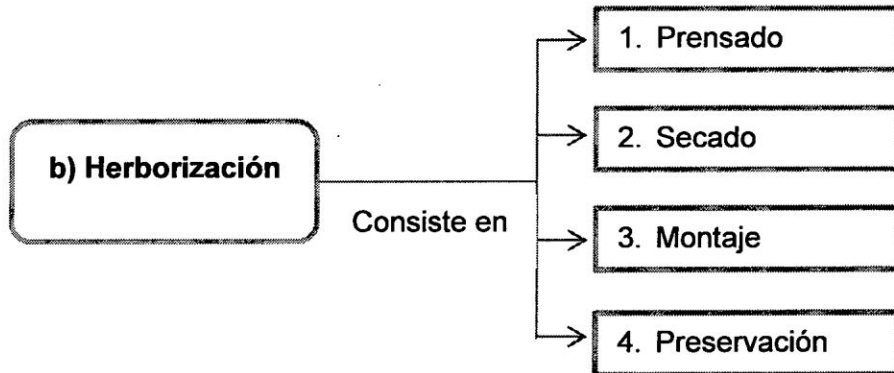 b) Herborización
Consiste en
1. Prensado
2. Secado
3. Montaje
4. Preservación